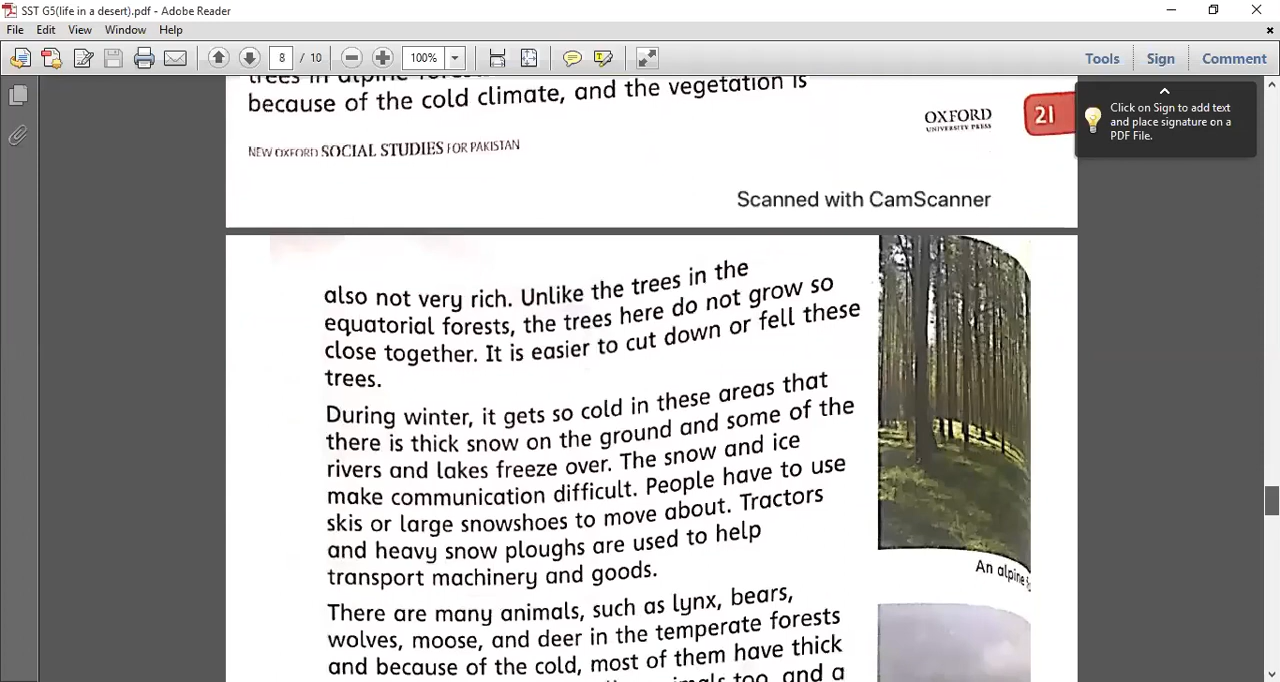 SST G5(life in a desert).pdf - Adobe Reader
File Edit View Window Help
8 / 10 100% Tools Sign Comment
Click on Sign to add text
and place signature on a
PDF File.
trees in alpine
because of the cold climate, and the vegetation is
OXFORD
UNIVERSITY PRESS
21
NEW OXFORD SOCIAL STUDIES FOR PAKISTAN
Scanned with CamScanner
also not very rich. Unlike the trees in the
equatorial forests, the trees here do not grow so
close together. It is easier to cut down or fell these
trees.
During winter, it gets so cold in these areas that
there is thick snow on the ground and some of the
rivers and lakes freeze over. The snow and ice
make communication difficult. People have to use
skis or large snowshoes to move about. Tractors
and heavy snow ploughs are used to help
transport machinery and goods.
An alpine
There are many animals, such as lynx, bears,
wolves, moose, and deer in the temperate forests
and because of the cold, most of them have thick
too, and a